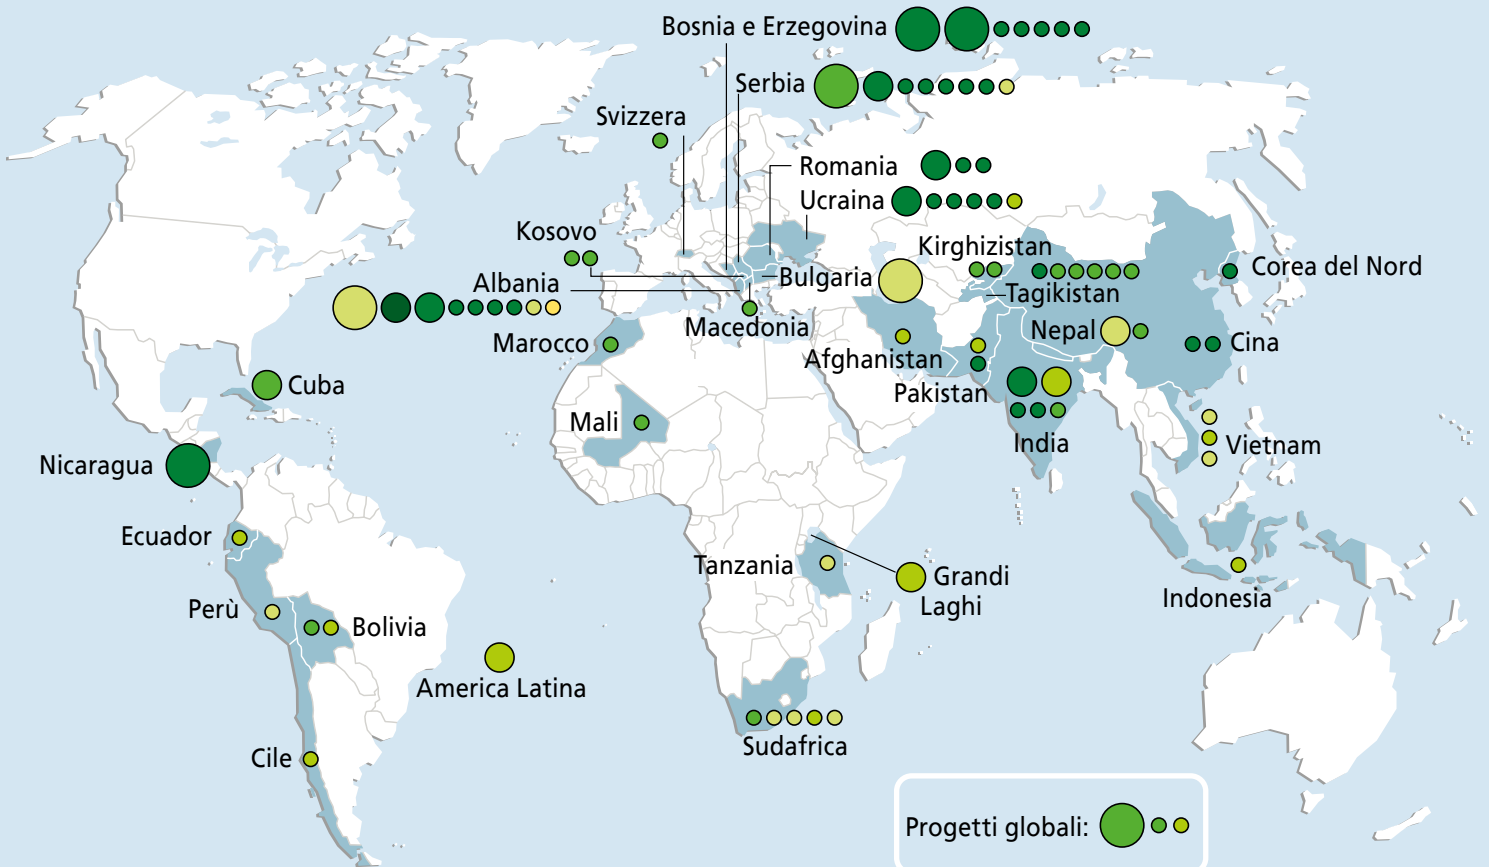 Bosnia e Erzegovina
Serbia
Svizzera
Romania
Ucraina
Kosovo
Kirghizistan
Corea del Nord
Albania
Bulgaria
Tagikistan
Macedonia
Nepal
Cina
Marocco
Afghanistan
Pakistan
Cuba
Mali
India
Vietnam
Nicaragua
Ecuador
Tanzania
Grandi
Laghi
Indonesia
Perù
Bolivia
America Latina
Sudafrica
Cile
Progetti globali: